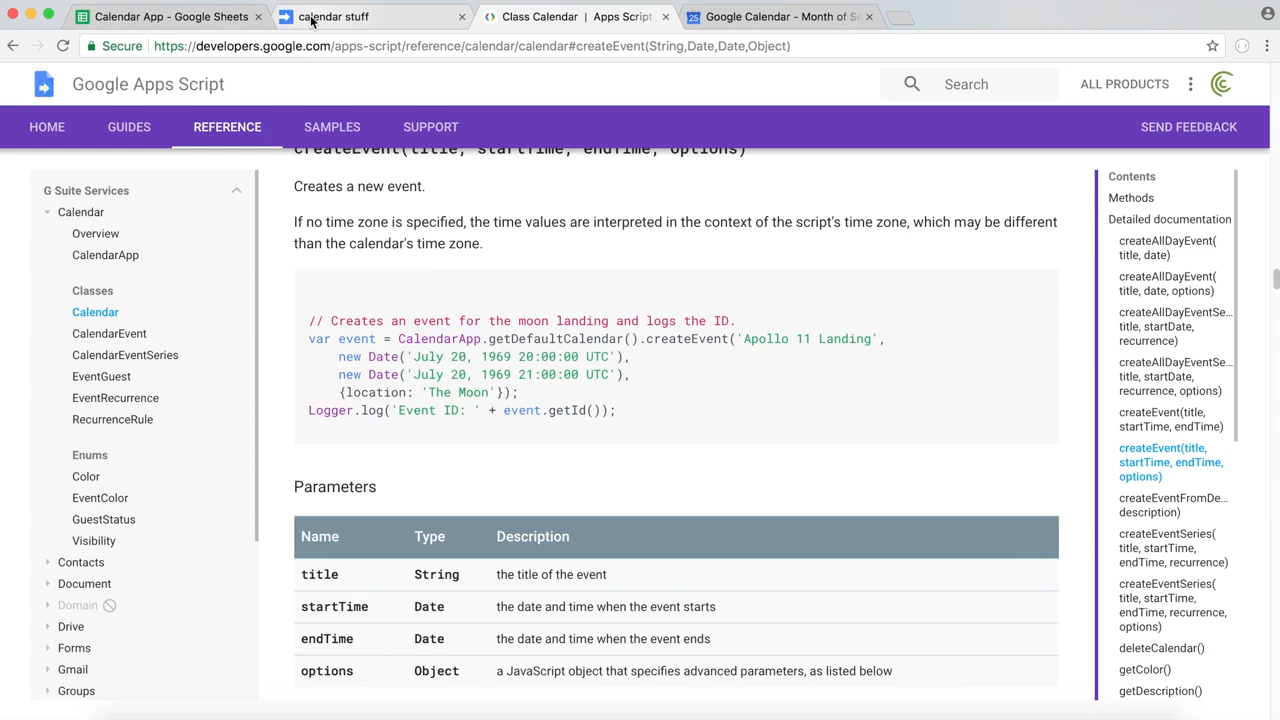 Calendar App - Google Sheets
calendar stuff
Class Calendar | Apps Script
Google Calendar - Month of Se
Secure https://developers.google.com/apps-script/reference/calendar/calendar#createEvent(String,Date,Date,Object)
Google Apps Script
Search
ALL PRODUCTS
HOME GUIDES REFERENCE SAMPLES SUPPORT SEND FEEDBACK
G Suite Services
Calendar
Overview
CalendarApp
Classes
Calendar
CalendarEvent
CalendarEventSeries
EventGuest
EventRecurrence
RecurrenceRule
Enums
Color
EventColor
GuestStatus
Visibility
Contacts
Document
Domain
Drive
Forms
Gmail
Groups
createEvent(title, startTime, endTime, options)
Creates a new event.
If no time zone is specified, the time values are interpreted in the context of the script's time zone, which may be different
than the calendar's time zone.
// Creates an event for the moon landing and logs the ID.
var event = CalendarApp.getDefaultCalendar().createEvent('Apollo 11 Landing',
new Date('July 20, 1969 20:00:00 UTC'),
new Date('July 20, 1969 21:00:00 UTC'),
{location: 'The Moon'});
Logger.log('Event ID: ' + event.getId());
Parameters
Name Type Description
title String the title of the event
startTime Date the date and time when the event starts
endTime Date the date and time when the event ends
options Object a JavaScript object that specifies advanced parameters, as listed below
Contents
Methods
Detailed documentation
createAllDayEvent(
title, date)
createAllDayEvent(
title, date, options)
createAllDayEventSe...
title, startDate,
recurrence)
createAllDayEventSe...
title, startDate,
recurrence, options)
createEvent(title,
startTime, endTime)
createEvent(title,
startTime, endTime,
options)
createEventFromDe...
description)
createEventSeries(
title, startTime,
endTime, recurrence)
createEventSeries(
title, startTime,
endTime, recurrence,
options)
deleteCalendar()
getColor()
getDescription()